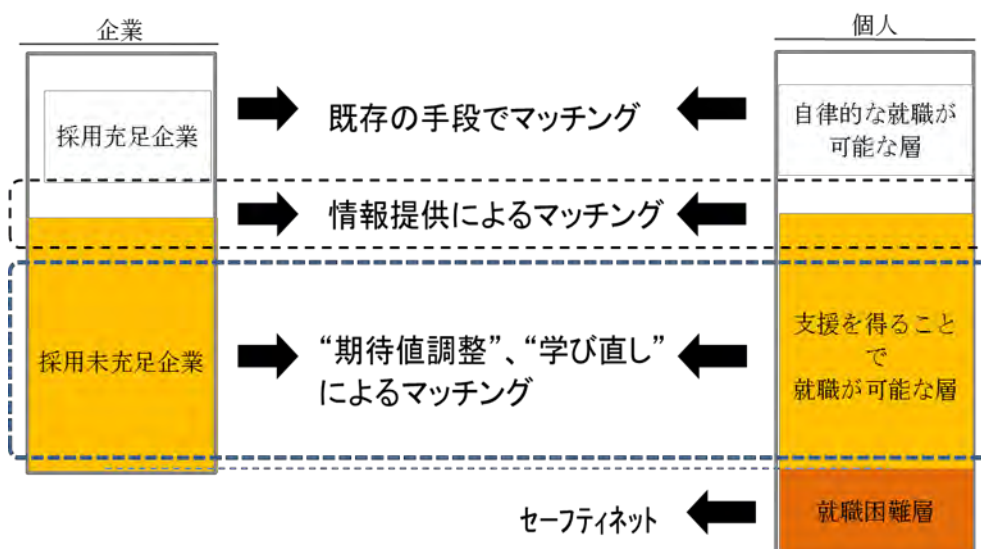 企業
個人
採用充足企業
既存の手段でマッチング
自律的な就職が
可能な層
情報提供によるマッチング
採用未充足企業
“期待値調整”、“学び直し”
によるマッチング
支援を得ること
で
就職が可能な層
セーフティネット
就職困難層